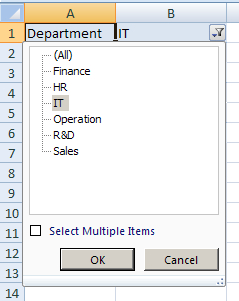 A B
1 Department IT
2 (All)
3 Finance
4 HR
IT
5 Operation
6 R&D
7 Sales
8
9
10
11 Select Multiple Items
12 OK Cancel
13
14